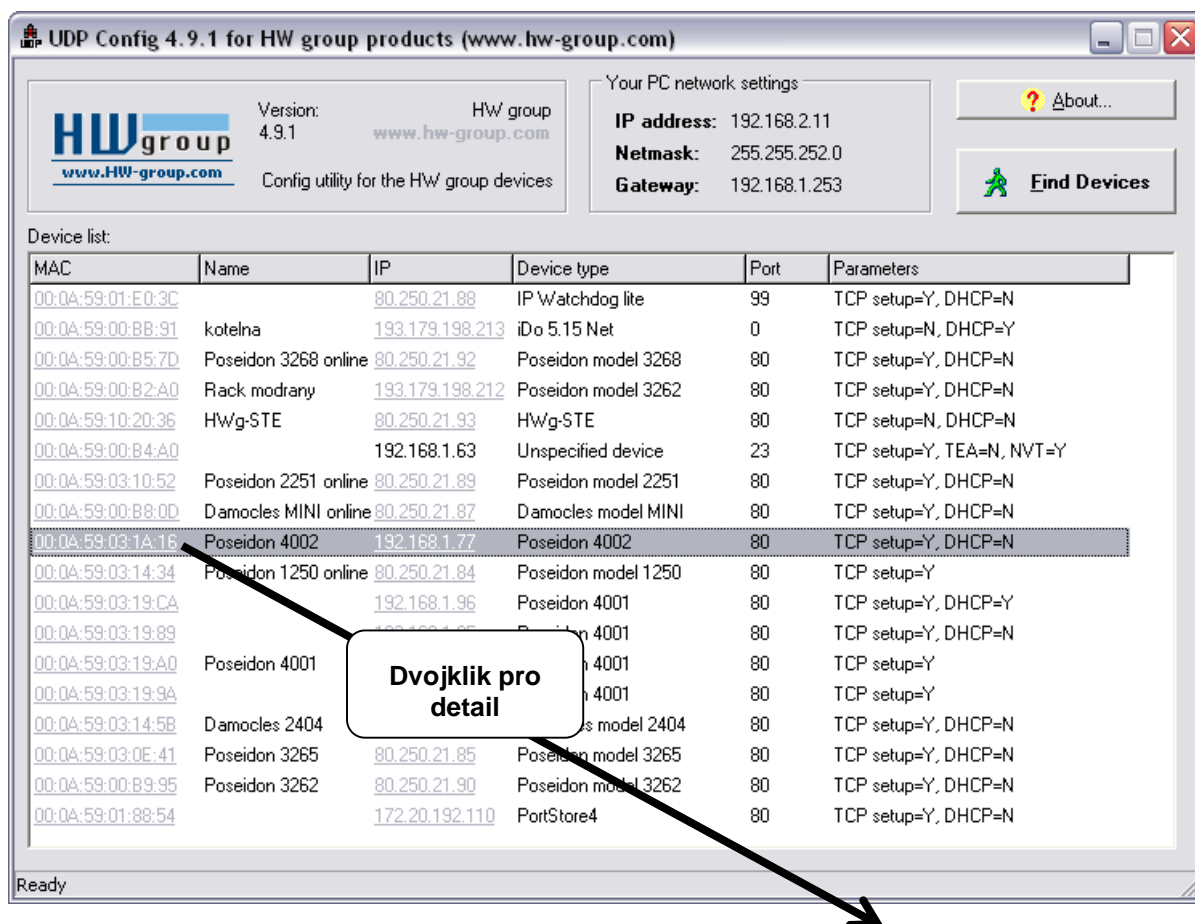 UDP Config 4.9.1 for HW group products (www.hw-group.com)
HW group
www.HW-group.com
Version: HW group
4.9.1 www.hw-group.com
Config utility for the HW group devices
Your PC network settings
IP address: 192.168.2.11
Netmask: 255.255.252.0
Gateway: 192.168.1.253
About...
Find Devices
Device list:
MAC Name IP Device type Port Parameters
00:0A:59:01:E0:3C 80.250.21.88 IP Watchdog lite 99 TCP setup=Y, DHCP=N
00:0A:59:00:BB:91 kotelna 193.179.198.213 iDo 5.15 Net 0 TCP setup=N, DHCP=Y
00:0A:59:00:B5:7D Poseidon 3268 online 80.250.21.92 Poseidon model 3268 80 TCP setup=Y, DHCP=N
00:0A:59:00:B2:A0 Rack modrany 193.179.198.212 Poseidon model 3262 80 TCP setup=Y, DHCP=N
00:0A:59:10:20:36 HWg-STE 80.250.21.93 HWg-STE 80 TCP setup=N, DHCP=N
00:0A:59:00:B4:A0 192.168.1.63 Unspecified device 23 TCP setup=Y, TEA=N, NVT=Y
00:0A:59:03:10:52 Poseidon 2251 online 80.250.21.89 Poseidon model 2251 80 TCP setup=Y, DHCP=N
00:0A:59:00:B8:0D Damocles MINI online 80.250.21.87 Damocles model MINI 80 TCP setup=Y, DHCP=N
00:0A:59:03:1A:16 Poseidon 4002 192.168.1.77 Poseidon 4002 80 TCP setup=Y, DHCP=N
00:0A:59:03:14:34 Poseidon 1250 online 80.250.21.84 Poseidon model 1250 80 TCP setup=Y
00:0A:59:03:19:CA 192.168.1.96 Poseidon 4001 80 TCP setup=Y, DHCP=Y
00:0A:59:03:19:89 4001 80 TCP setup=Y, DHCP=N
00:0A:59:03:19:A0 Poseidon 4001 4001 80 TCP setup=Y
00:0A:59:03:19:9A 4001 80 TCP setup=Y
00:0A:59:03:14:5B Damocles 2404 model 2404 80 TCP setup=Y, DHCP=N
00:0A:59:03:0E:41 Poseidon 3265 80.250.21.85 Poseidon model 3265 80 TCP setup=Y, DHCP=N
00:0A:59:00:B9:95 Poseidon 3262 80.250.21.90 Poseidon model 3262 80 TCP setup=Y, DHCP=N
00:0A:59:01:88:54 172.20.192.110 PortStore4 80 TCP setup=Y, DHCP=N
Dvojklik pro
detail
Ready